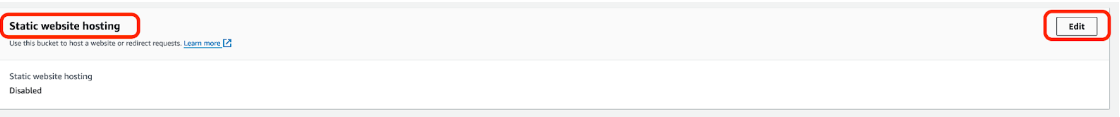 Static website hosting
Edit
Use this bucket to host a website or redirect requests. Learn more
Static website hosting
Disabled